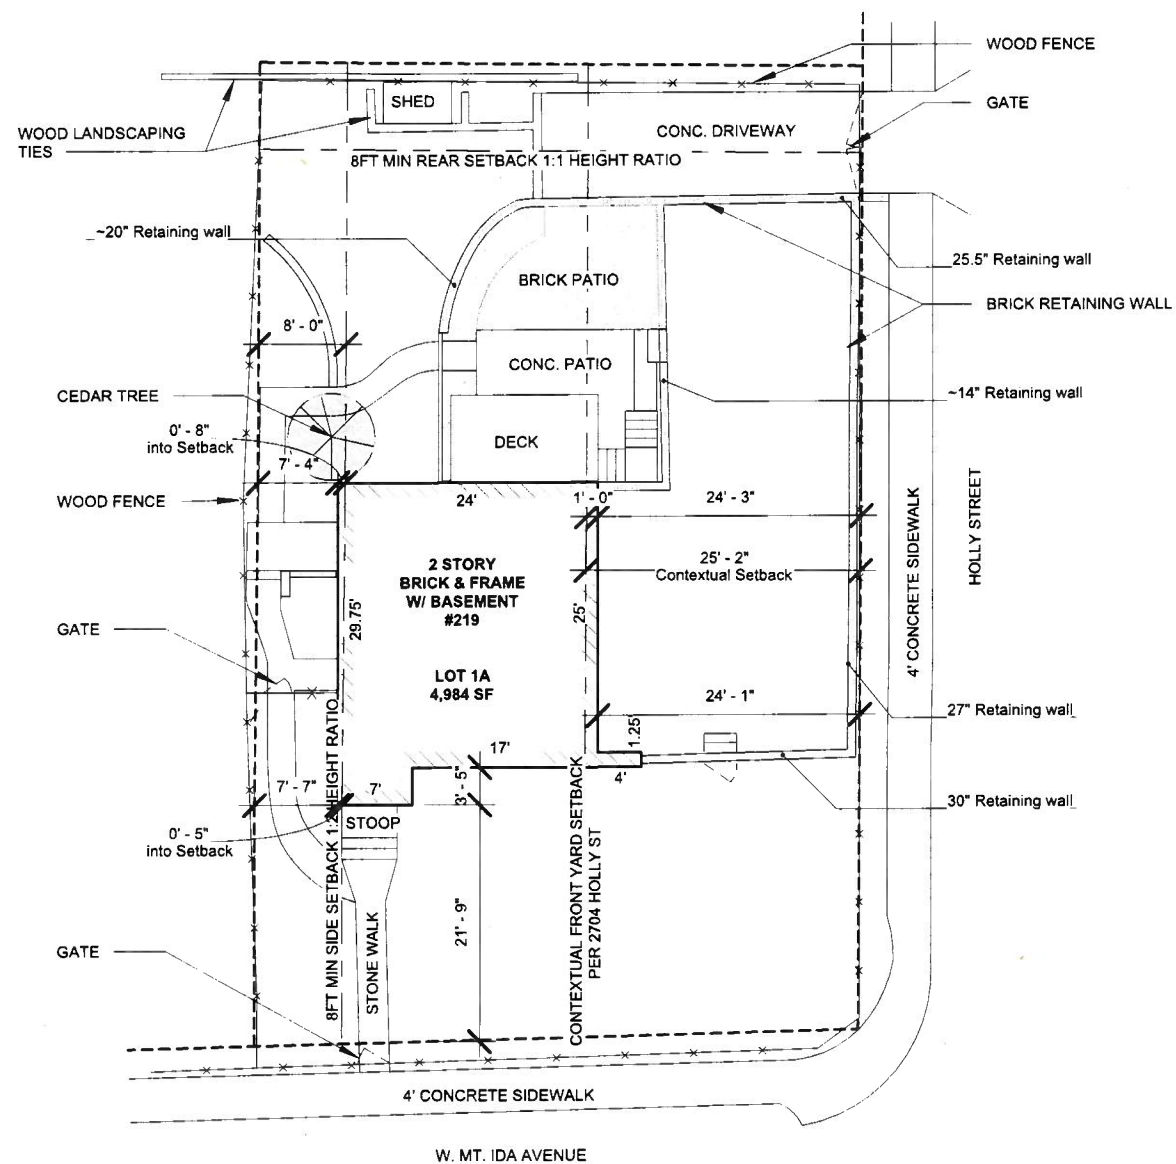 WOOD FENCE
SHED
GATE
WOOD LANDSCAPING
TIES
CONC. DRIVEWAY
8FT MIN REAR SETBACK 1:1 HEIGHT RATIO
~20" Retaining wall
25.5" Retaining wall
BRICK PATIO
BRICK RETAINING WALL
8' - 0"
CONC. PATIO
CEDAR TREE
~14" Retaining wall
0' - 8"
into Setback
DECK
7' - 4"
WOOD FENCE
24'
1' - 0"
24' - 3"
4' CONCRETE SIDEWALK
HOLLY STREET
25' - 2"
Contextual Setback
2 STORY
BRICK & FRAME
W/ BASEMENT
#219
29.75'
25'
GATE
LOT 1A
4,984 SF
24' - 1"
27" Retaining wall
1.25'
17'
4'
7' - 7"
7'
3' - 5"
30" Retaining wall
STOOP
0' - 5"
into Setback
8FT MIN SIDE SETBACK 1:2 HEIGHT RATIO
CONTEXTUAL FRONT YARD SETBACK
PER 2704 HOLLY ST
21' - 9"
GATE
STONE WALK
4' CONCRETE SIDEWALK
W. MT. IDA AVENUE